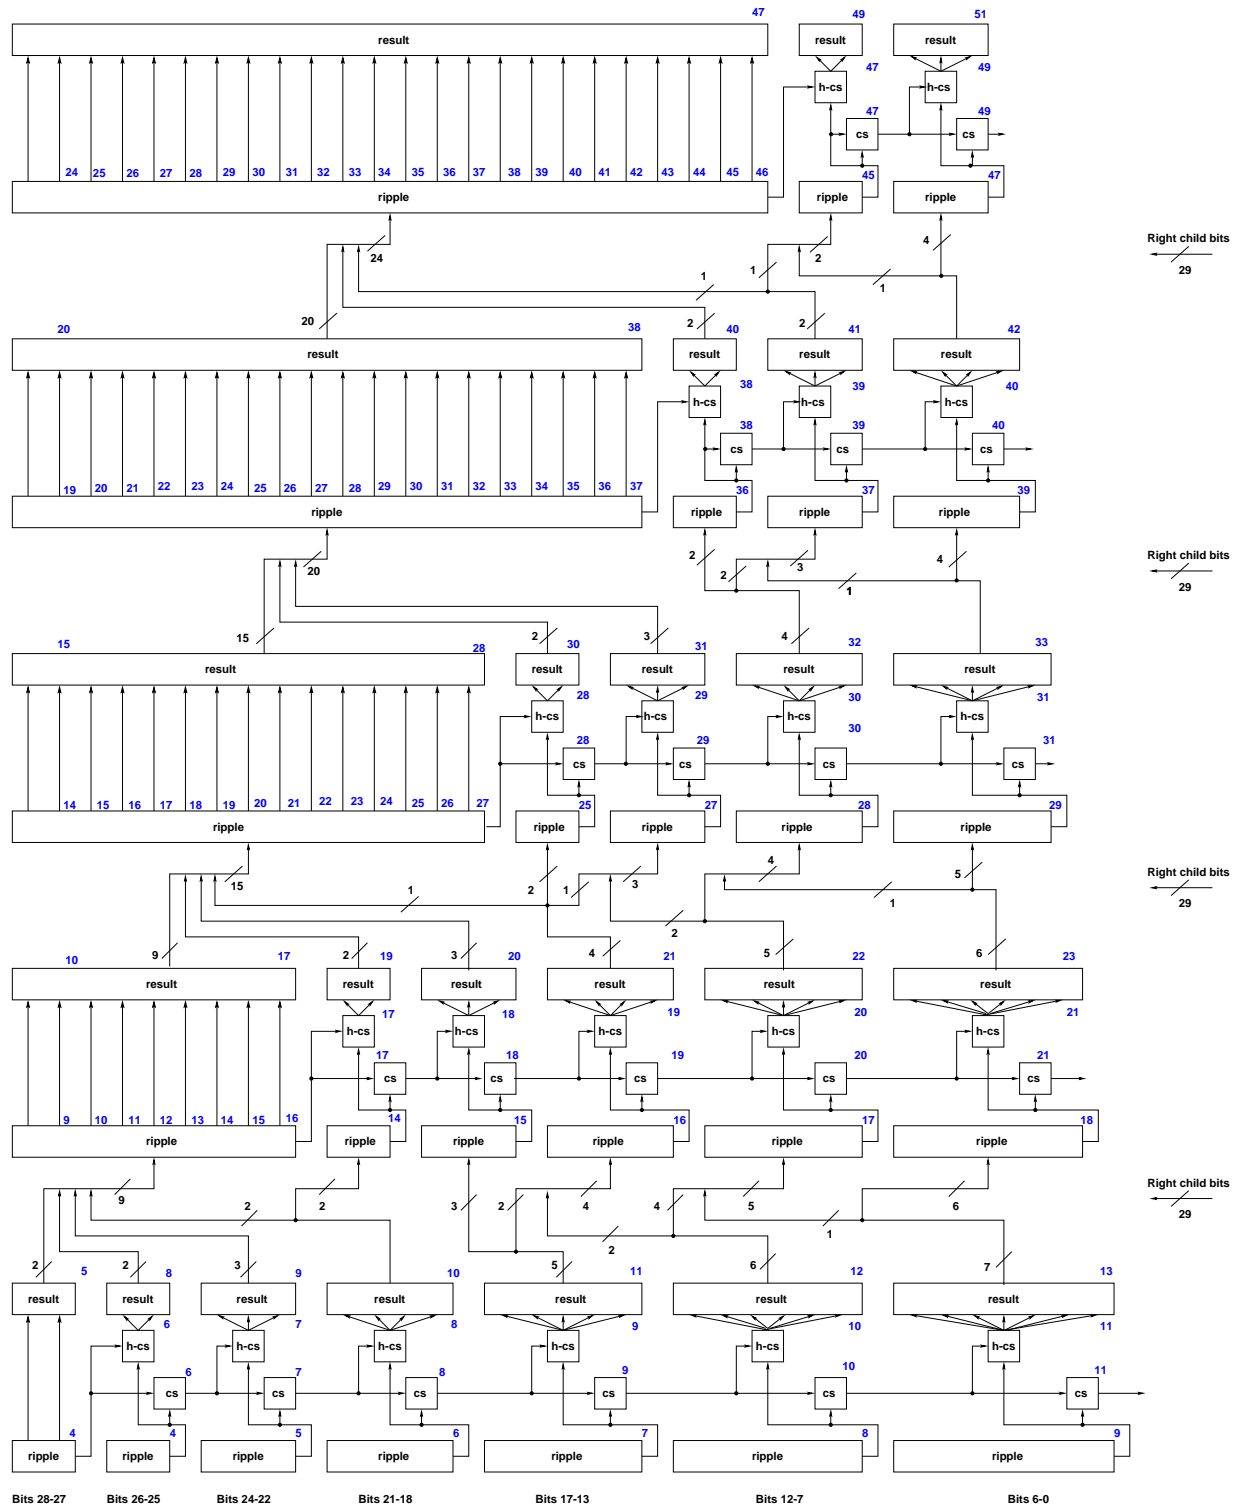 47 49 51
result result result
47 49
h-cs h-cs
47 49
cs cs
24 25 26 27 28 29 30 31 32 33 34 35 36 37 38 39 40 41 42 43 44 45 46 45 47
ripple ripple ripple
24 2 4 Right child bits
1 1 1 29
20 2 2
20 38 40 41 42
result result result result
38 39 40
h-cs h-cs h-cs
38 39 40
cs cs cs
19 20 21 22 23 24 25 26 27 28 29 30 31 32 33 34 35 36 37 36 37 39
ripple ripple ripple ripple
20 2 2 3 4 Right child bits
1 29
15 2 3 4
15 28 30 31 32 33
result result result result result
28 29 30 31
h-cs h-cs h-cs h-cs
28 29 30 31
cs cs cs cs
14 15 16 17 18 19 20 21 22 23 24 25 26 27 25 27 28 29
ripple ripple ripple ripple ripple
15 2 1 3 4 5 Right child bits
1 2 1 29
9 2 3 4 5 6
10 17 19 20 21 22 23
result result result result result result
17 18 19 20 21
h-cs h-cs h-cs h-cs h-cs
17 18 19 20 21
cs cs cs cs cs
9 10 11 12 13 14 15 16 14 15 16 17 18
ripple ripple ripple ripple ripple ripple
9 2 3 2 4 4 5 6 Right child bits
2 2 1 29
2 2 3 5 6 7
5 8 9 10 11 12 13
result result result result result result result
6 7 8 9 10 11
h-cs h-cs h-cs h-cs h-cs h-cs
6 7 8 9 10 11
cs cs cs cs cs cs
4 4 5 6 7 8 9
ripple ripple ripple ripple ripple ripple ripple
Bits 28-27 Bits 26-25 Bits 24-22 Bits 21-18 Bits 17-13 Bits 12-7 Bits 6-0